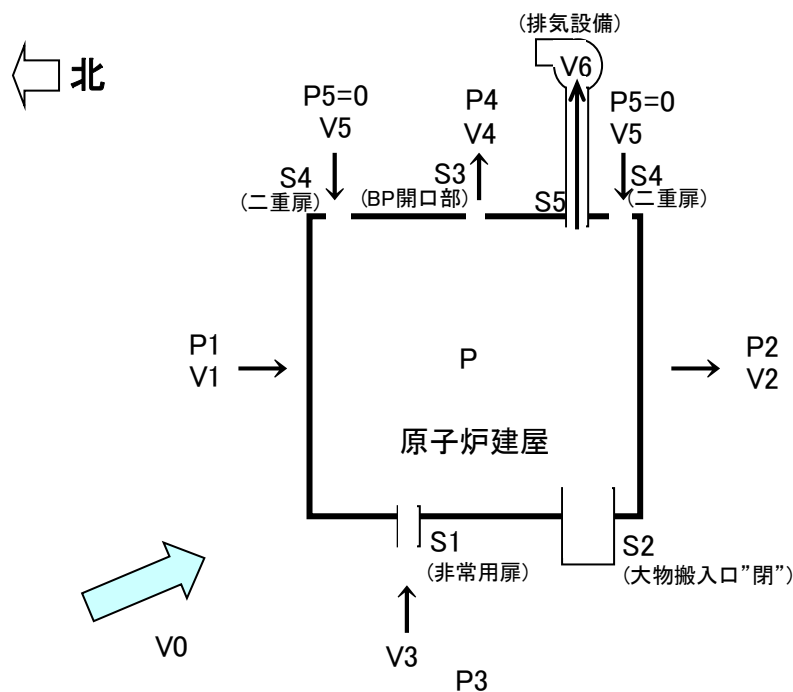 (排気設備)
V6
北
P5=0
V5
P4
V4
P5=0
V5
S4
(二重扉)
S3
(BP開口部)
S5
S4
(二重扉)
P1
V1
P
P2
V2
原子炉建屋
S1
(非常用扉)
S2
(大物搬入口”閉”)
V0
V3
P3